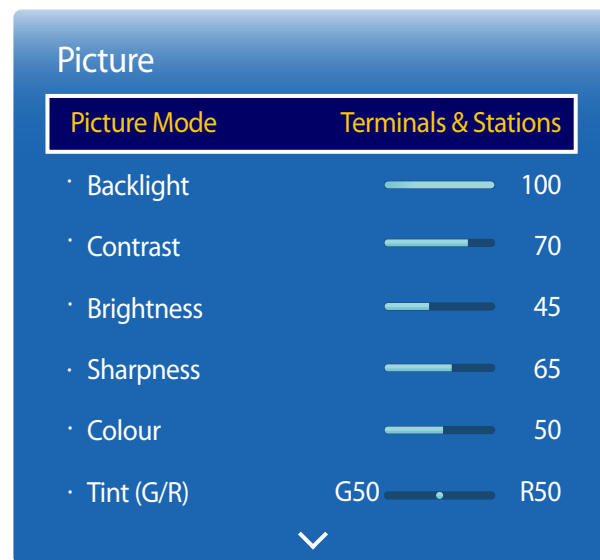 Picture
Picture Mode Terminals & Stations
· Backlight 100
· Contrast 70
· Brightness 45
· Sharpness 65
· Colour 50
· Tint (G/R) G50 R50